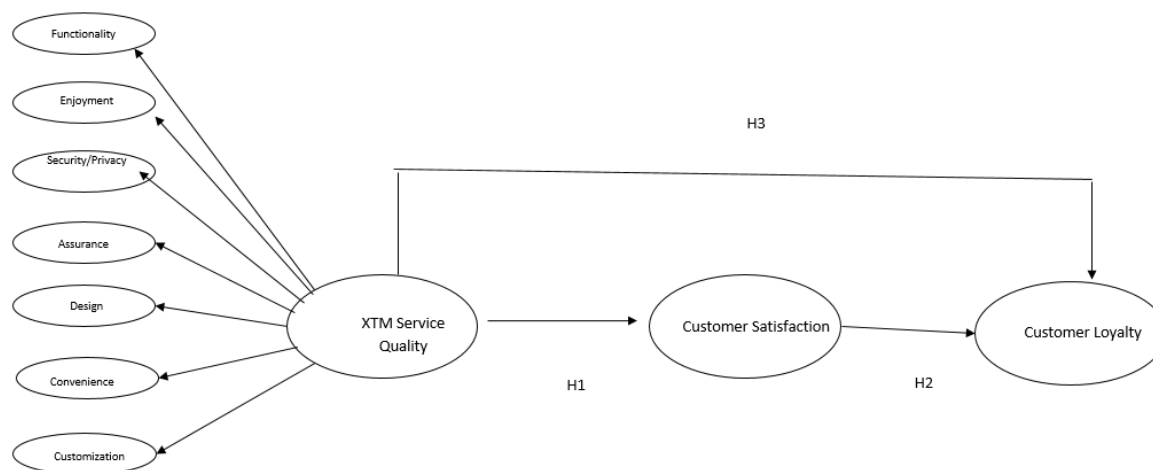 Functionality
Enjoyment
Security/Privacy
Assurance
Design
Convenience
Customization
XTM Service
Quality
H3
H1
Customer Satisfaction
H2
Customer Loyalty